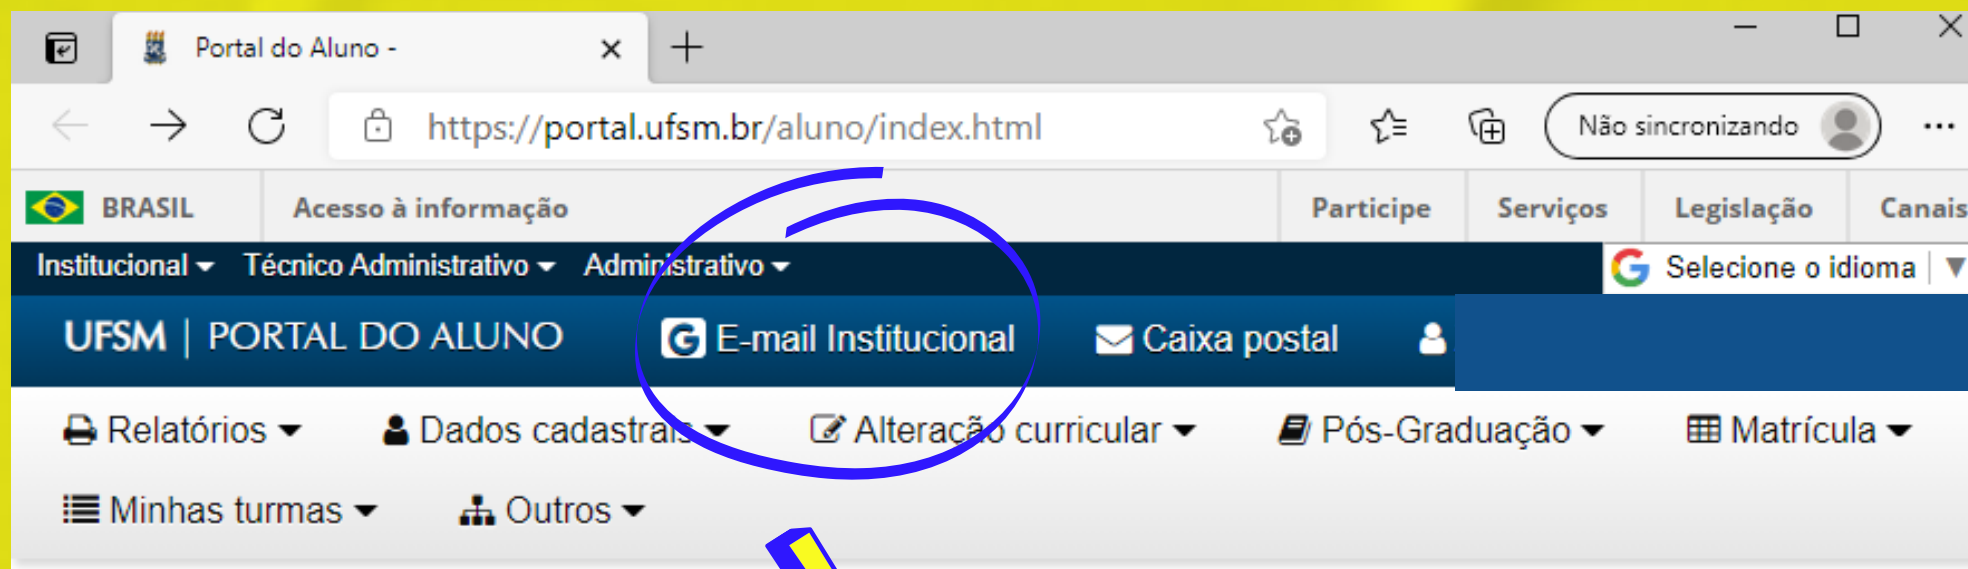 Portal do Aluno -
https://portal.ufsm.br/aluno/index.html
Não sincronizando
BRASIL Acesso à informação Participe Serviços Legislação Canais
Institucional Técnico Administrativo Administrativo
Selecione o idioma
UFSM | PORTAL DO ALUNO E-mail Institucional Caixa postal
Relatórios Dados cadastrais Alteração curricular Pós-Graduação Matrícula
Minhas turmas Outros